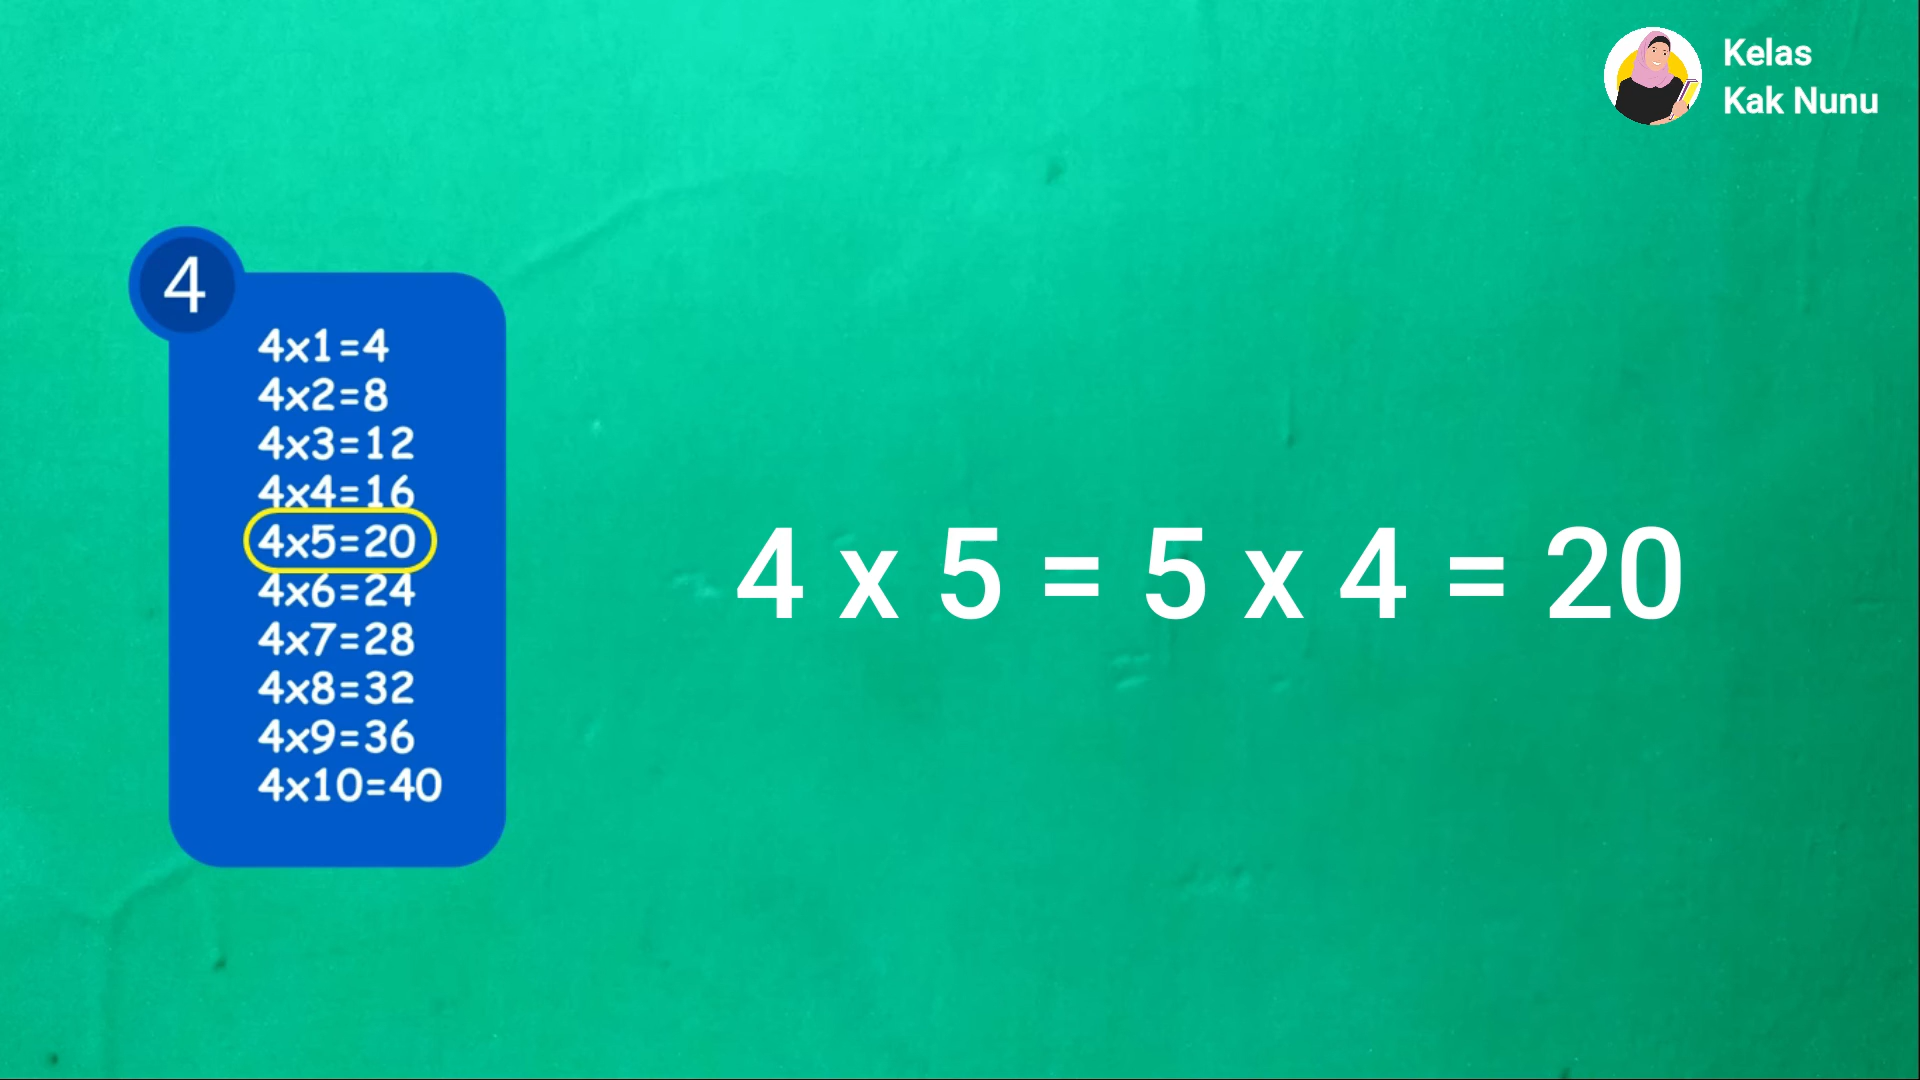 Kelas
Kak Nunu
4
4x1=4
4x2=8
4x3=12
4x4=16
4x5=20
4x6=24
4x7=28
4x8=32
4x9=36
4x10=40
4 x 5 = 5 x 4 = 20